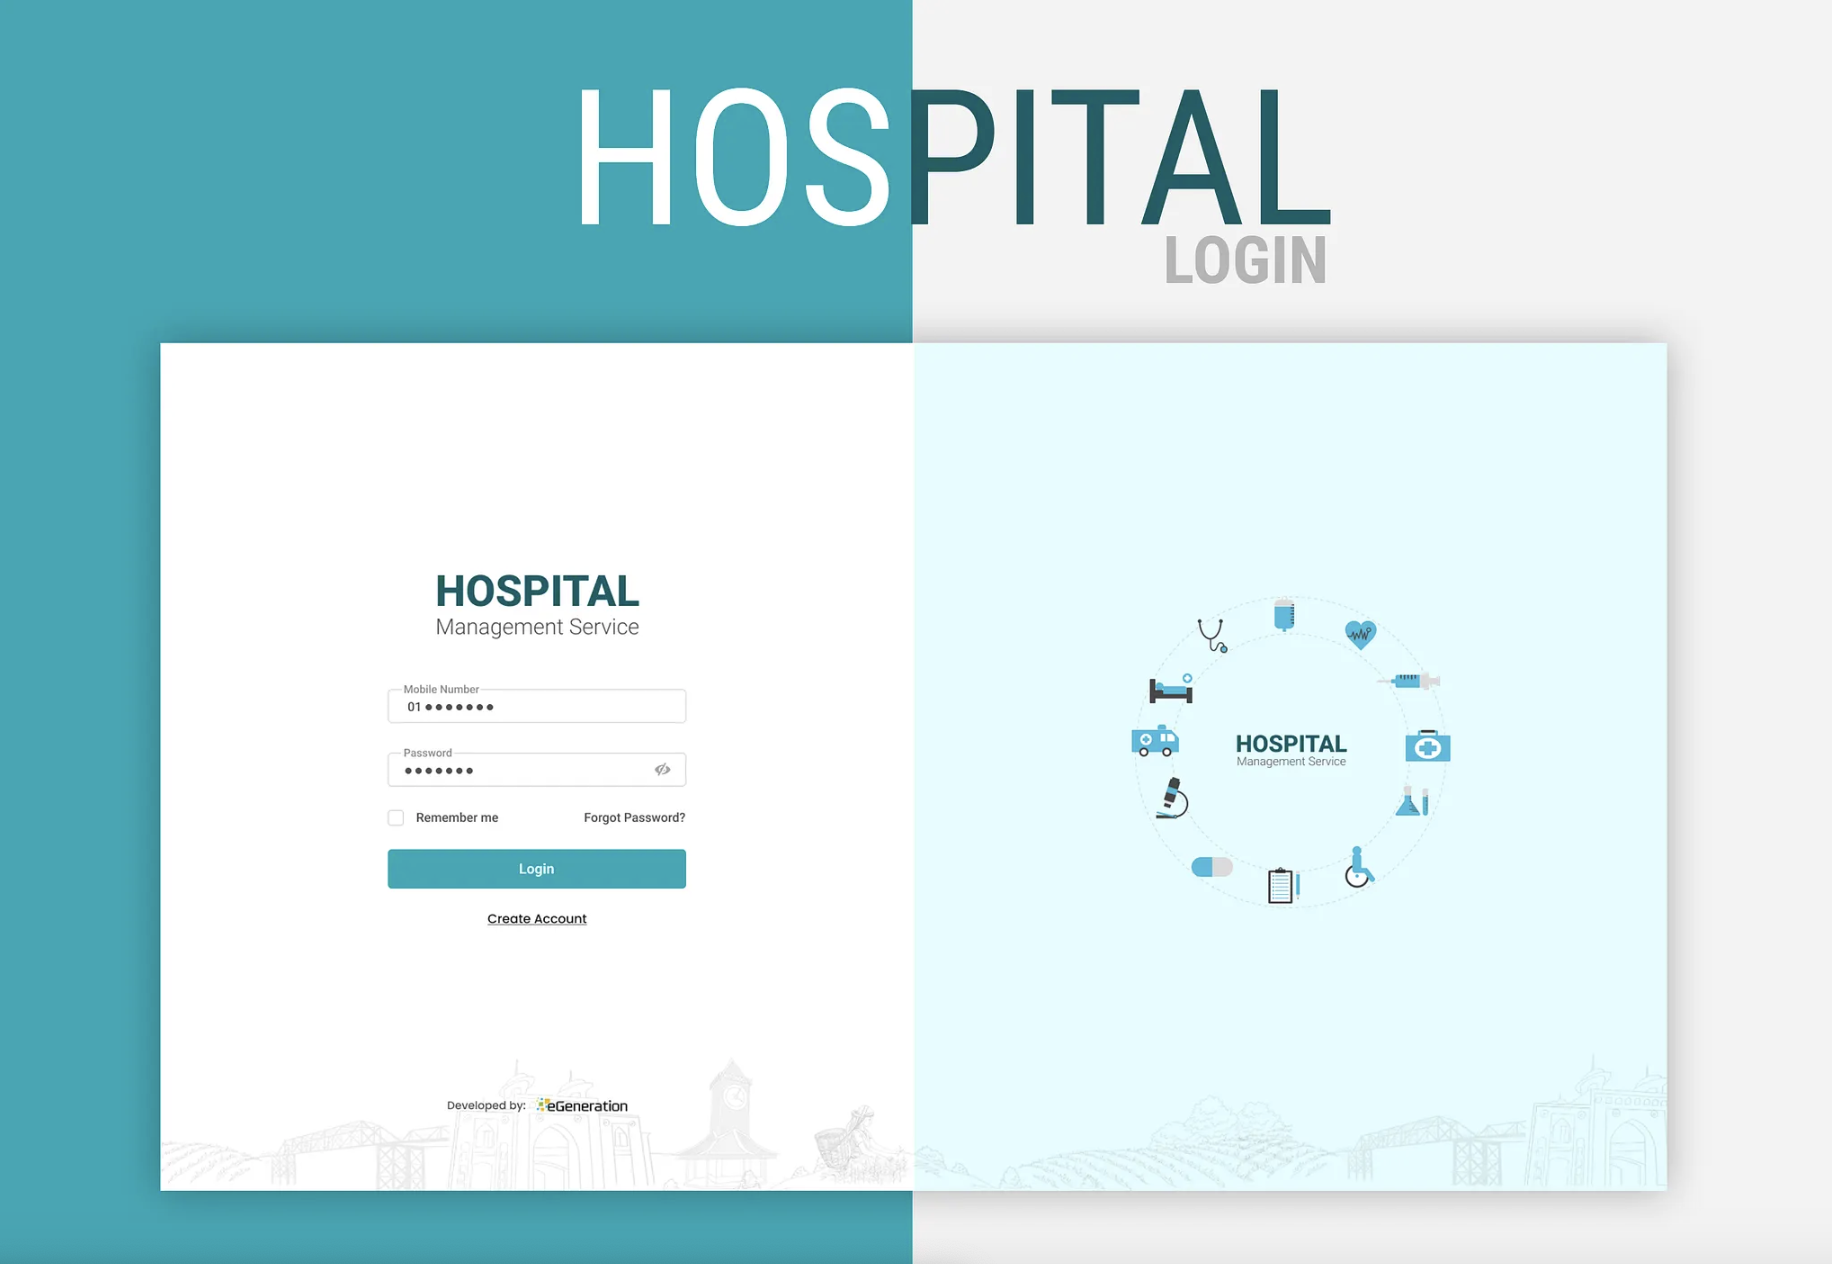 HOSPITAL
LOGIN
HOSPITAL
Management Service
Mobile Number
01 ●●●●●●●
Password
●●●●●●●
Remember me
Forgot Password?
Login
Create Account
Developed by: eGeneration
HOSPITAL
Management Service